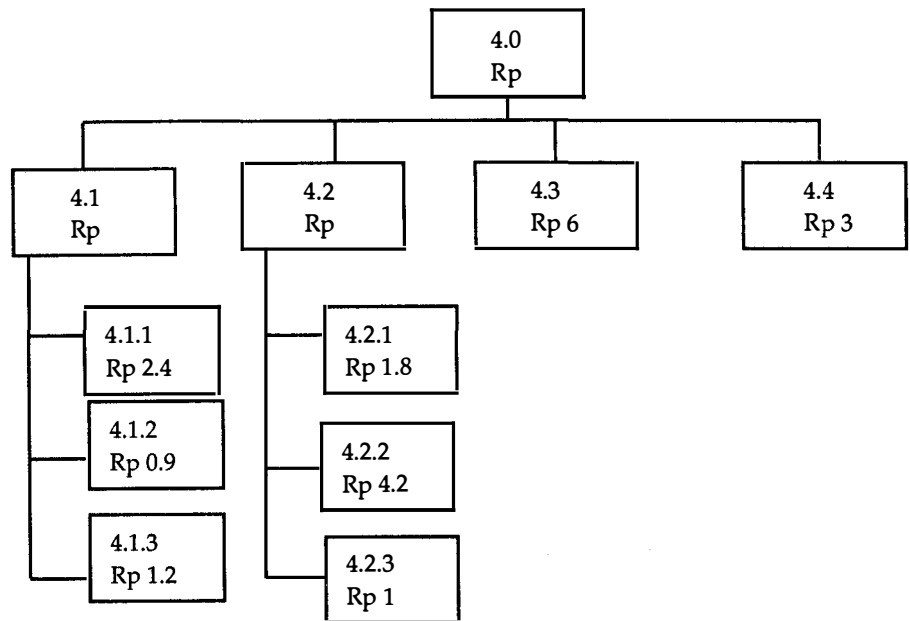 4.0
Rp
4.1
Rp
4.2
Rp
4.3
Rp 6
4.4
Rp 3
4.1.1
Rp 2.4
4.1.2
Rp 0.9
4.1.3
Rp 1.2
4.2.1
Rp 1.8
4.2.2
Rp 4.2
4.2.3
Rp 1